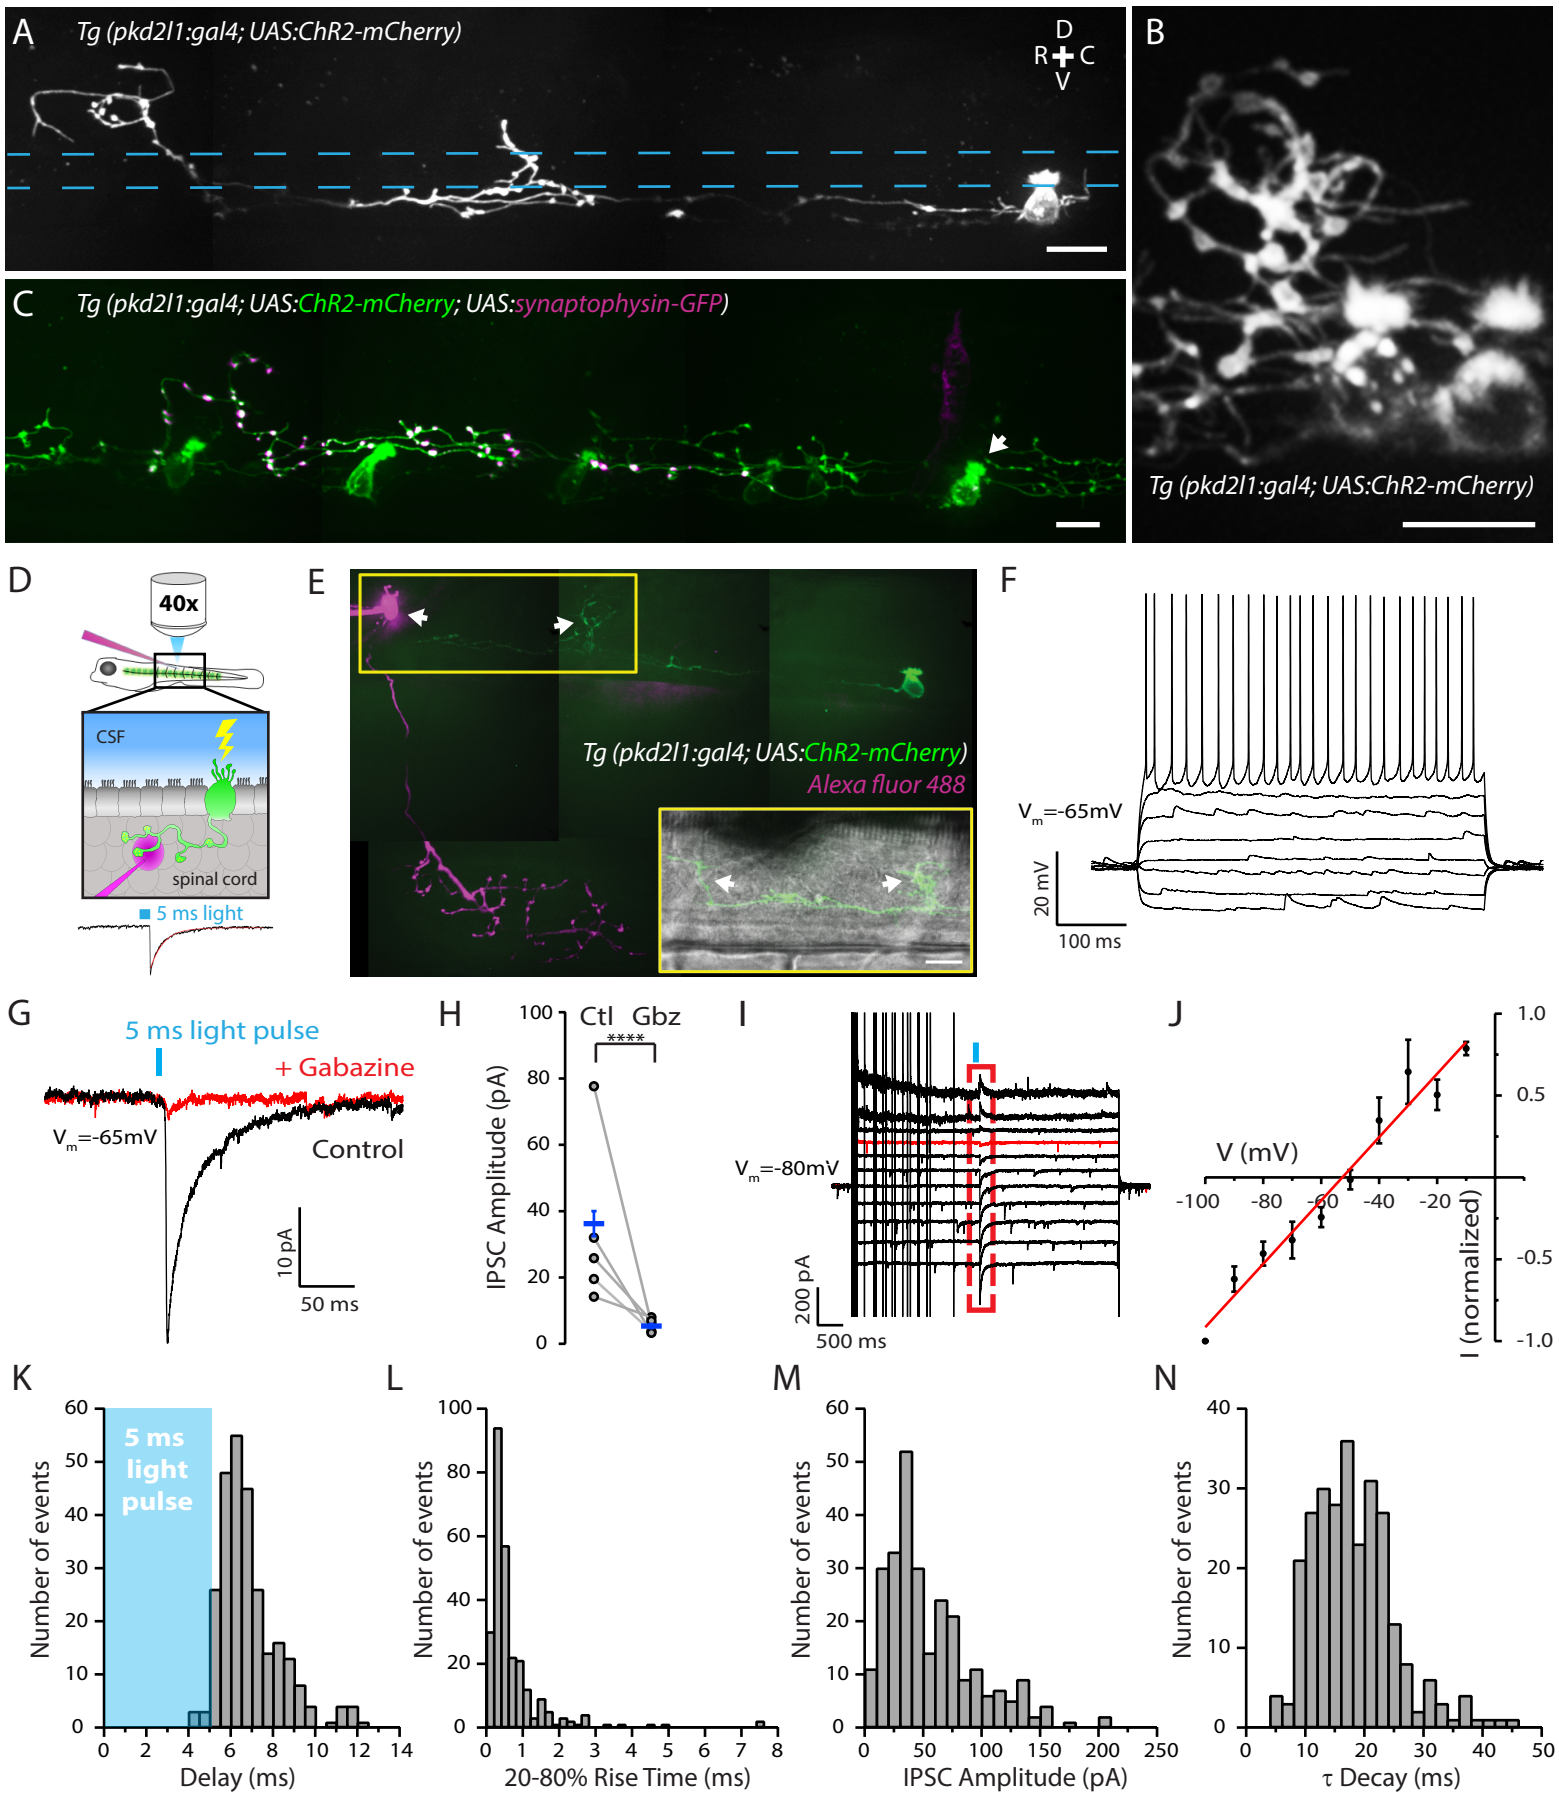 A
Tg (pkd2l1:gal4; UAS:ChR2-mCherry)
D
R C
V
B
Tg (pkd2l1:gal4; UAS:ChR2-mCherry)
C
Tg (pkd2l1:gal4; UAS:ChR2-mCherry; UAS:synaptophysin-GFP)
D
40x
CSF
spinal cord
5 ms light
E
Tg (pkd2l1:gal4; UAS:ChR2-mCherry)
Alexa fluor 488
F
Vm=-65mV
20 mV
100 ms
G
5 ms light pulse
+ Gabazine
Vm=-65mV
Control
10 pA
50 ms
H
Ctl Gbz
****
IPSC Amplitude (pA)
100
80
60
40
20
0
I
Vm=-80mV
200 pA
500 ms
J
V (mV)
-100 -80 -60 -40 -20
1.0
0.5
-0.5
-1.0
I (normalized)
K
5 ms
light
pulse
Number of events
60
50
40
30
20
10
0
0 2 4 6 8 10 12 14
Delay (ms)
L
Number of events
100
80
60
40
20
0
0 1 2 3 4 5 6 7 8
20-80% Rise Time (ms)
M
Number of events
60
50
40
30
20
10
0
0 50 100 150 200 250
IPSC Amplitude (pA)
N
Number of events
40
30
20
10
0
0 10 20 30 40 50
τ Decay (ms)